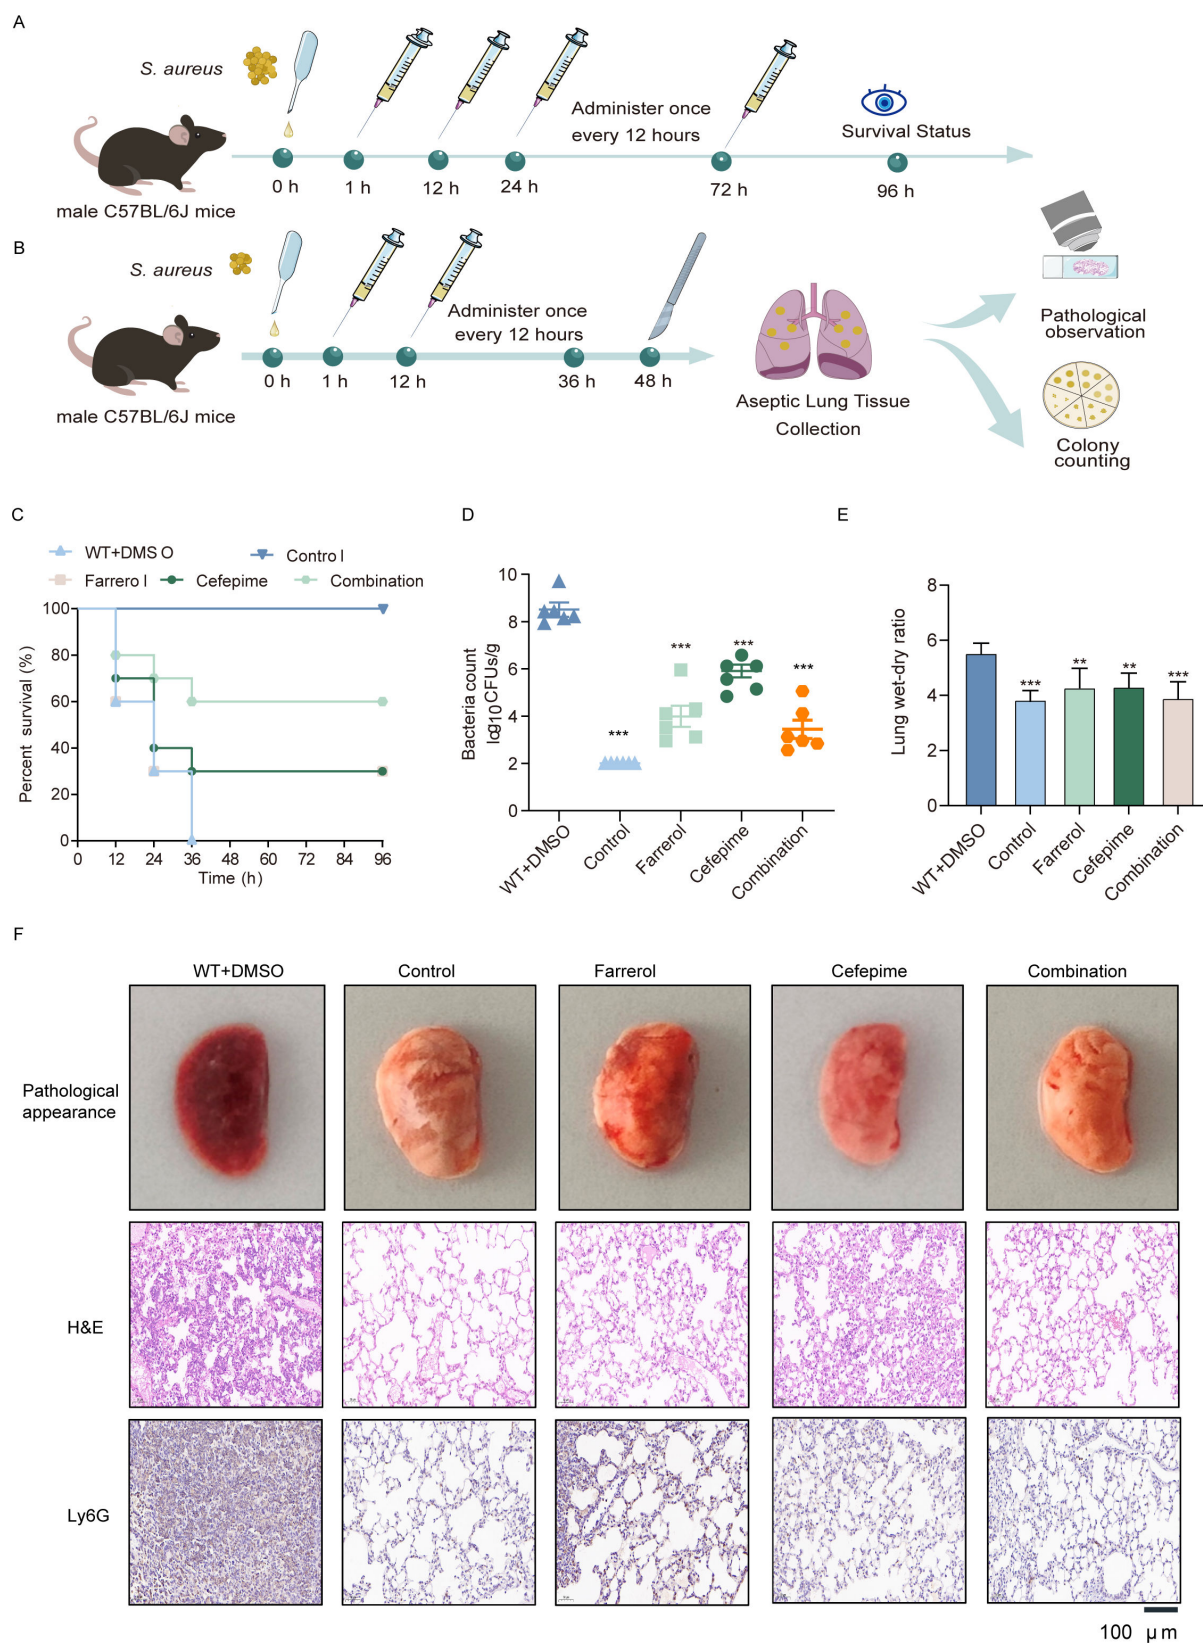 A
S. aureus
Administer once
every 12 hours
Survival Status
0 h
1 h
12 h
24 h
72 h
96 h
male C57BL/6J mice
B
S. aureus
Administer once
every 12 hours
0 h
1 h
12 h
36 h
48 h
male C57BL/6J mice
Aseptic Lung Tissue
Collection
Pathological
observation
Colony
counting
C
WT+DMS O
Contro l
Farrero l
Cefepime
Combination
Percent survival (%)
100
80
60
40
20
0
0 12 24 36 48 60 72 84 96
Time (h)
D
Bacteria count
log10 CFUs/g
10
8
6
4
2
0
***
***
***
***
WT+DMSO
Control
Farrerol
Cefepime
Combination
E
Lung wet-dry ratio
8
6
4
2
0
***
**
**
***
WT+DMSO
Control
Farrerol
Cefepime
Combination
F
WT+DMSO
Control
Farrerol
Cefepime
Combination
Pathological
appearance
H&E
Ly6G
100 μm